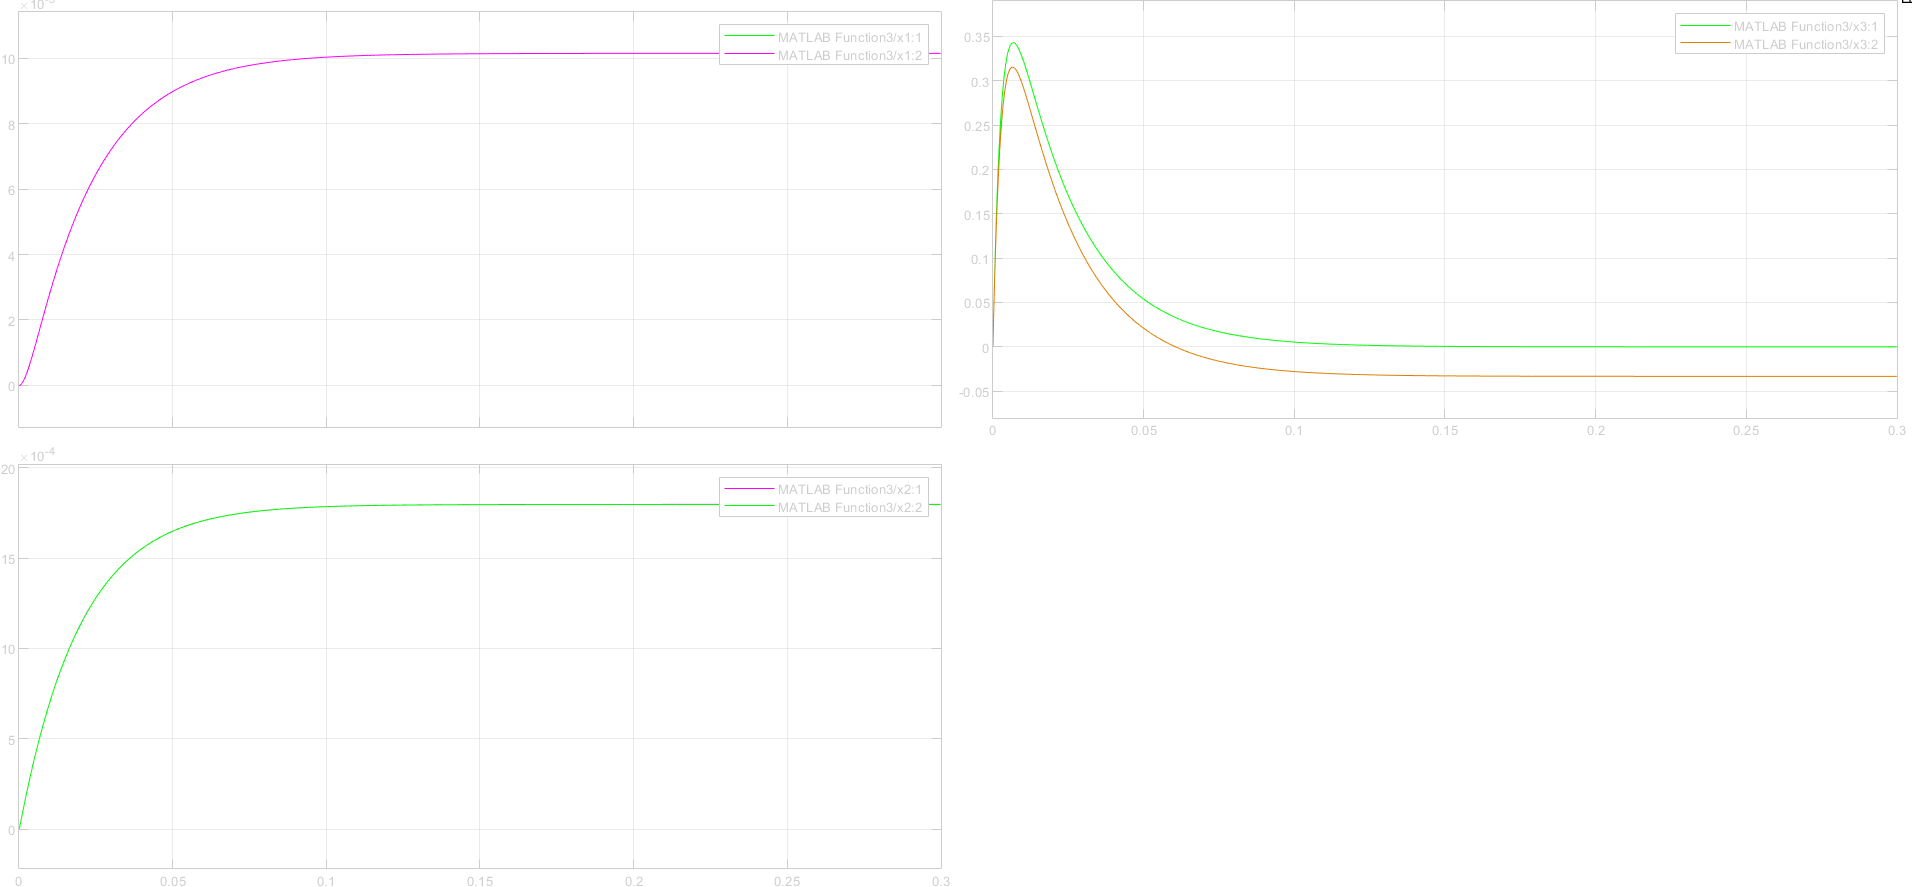 MATLAB Function3/x1:1
MATLAB Function3/x1:2
10
8
6
4
2
0
×10⁻⁴
20
15
10
5
0
MATLAB Function3/x2:1
MATLAB Function3/x2:2
0 0.05 0.1 0.15 0.2 0.25 0.3
MATLAB Function3/x3:1
MATLAB Function3/x3:2
0.35
0.3
0.25
0.2
0.15
0.1
0.05
0
-0.05
0 0.05 0.1 0.15 0.2 0.25 0.3